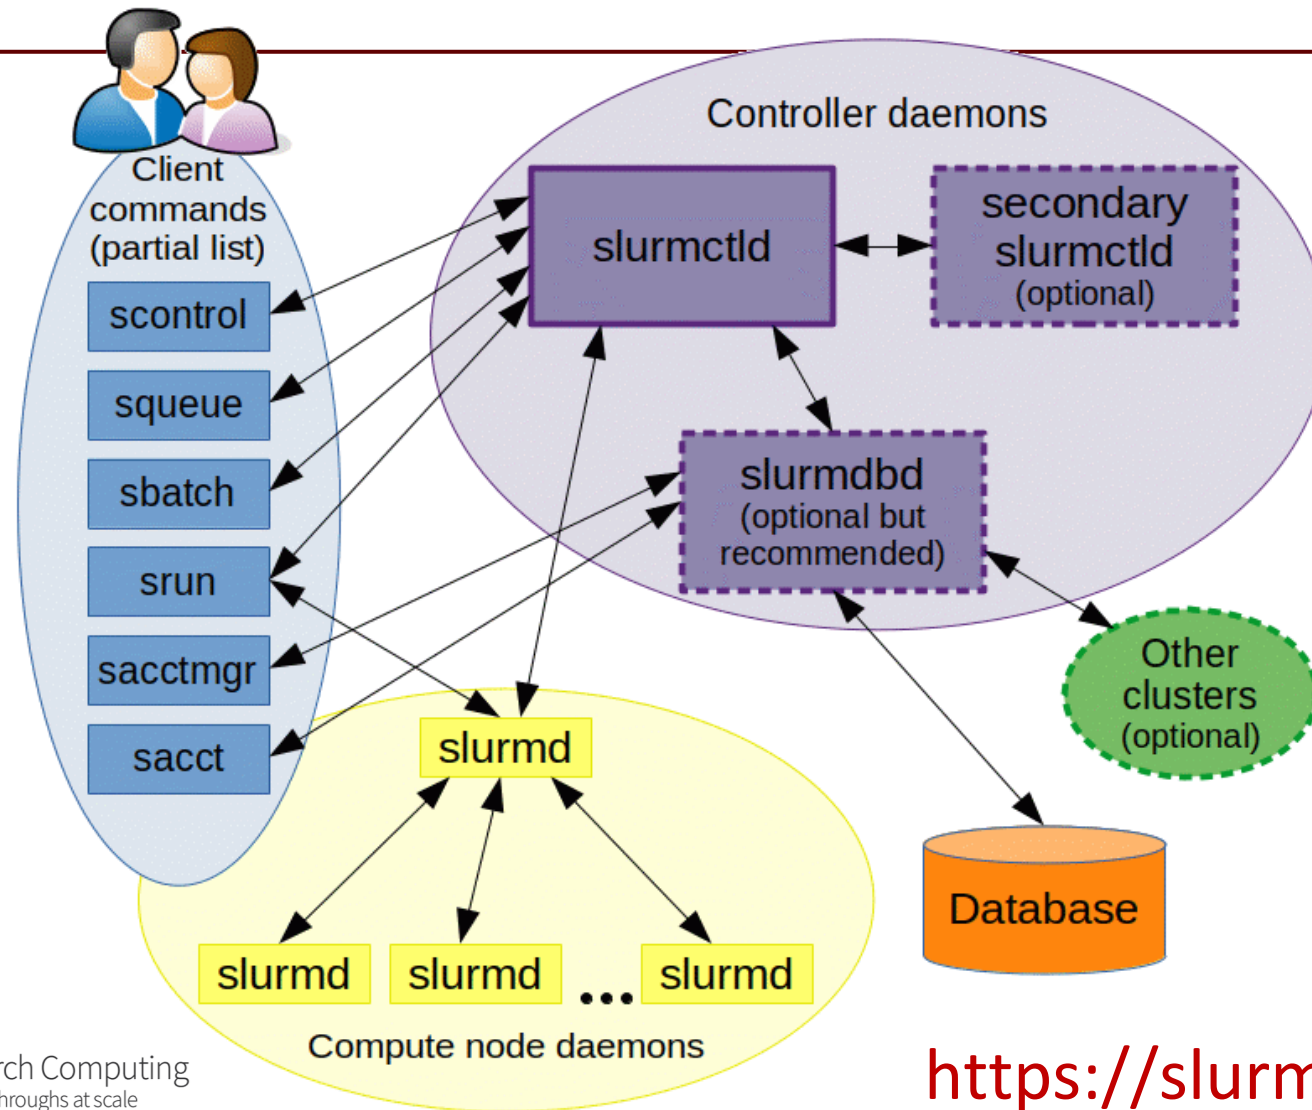 Client
commands
(partial list)
scontrol
squeue
sbatch
srun
sacctmgr
sacct
Controller daemons
slurmctld
secondary
slurmctld
(optional)
slurmdbd
(optional but
recommended)
Other
clusters
(optional)
Database
slurmd
slurmd
slurmd
...
slurmd
Compute node daemons
rch Computing
hroughs at scale
https://slurm